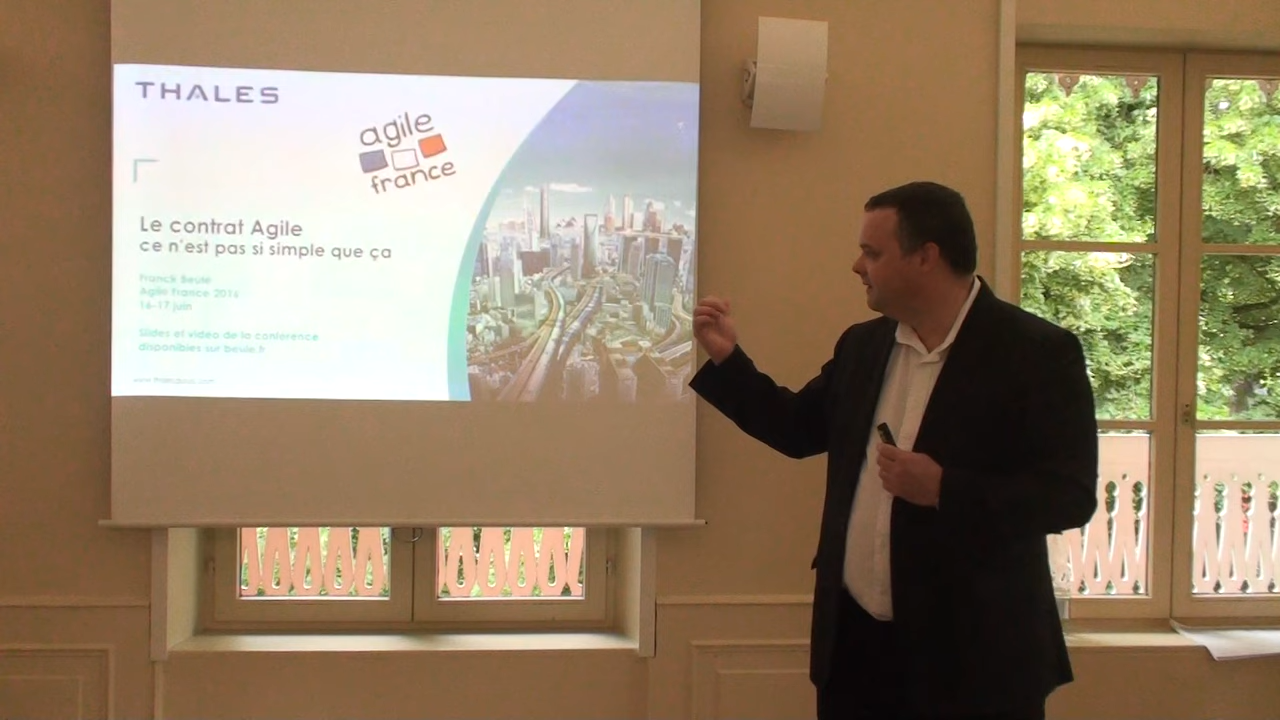 THALES
agile
france
Le contrat Agile
ce n'est pas si simple que ça
Franck Beulé
Agile France 2016
16-17 juin
Slides et vidéo de la conférence
disponibles sur beule.fr